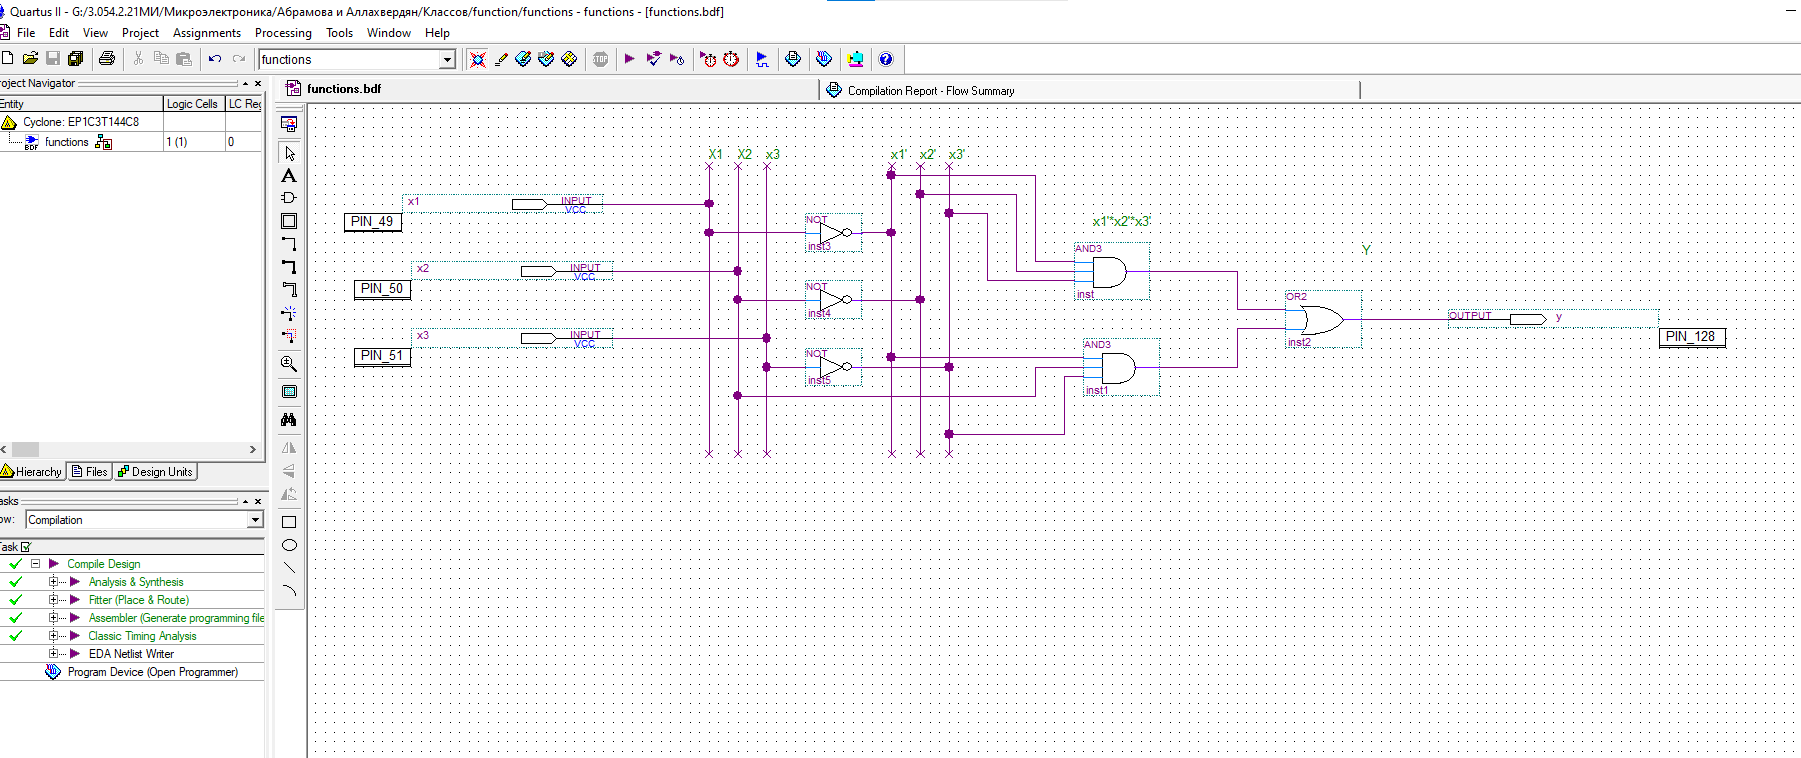 Quartus II - G:/3.054.2.21МИ/Микроэлектроника/Абрамова и Аллахвердян/Классов/function/functions - functions - [functions.bdf]
File Edit View Project Assignments Processing Tools Window Help
functions
STOP
roject Navigator
functions.bdf
Compilation Report - Flow Summary
Entity Logic Cells LC Reg
Cyclone: EP1C3T144C8
functions 1 (1) 0
BDF
Hierarchy Files Design Units
asks
ow: Compilation
Task
Compile Design
Analysis & Synthesis
Fitter (Place & Route)
Assembler (Generate programming file
Classic Timing Analysis
EDA Netlist Writer
Program Device (Open Programmer)
X1 X2 x3 x1' x2' x3'
x1 INPUT
VCC
PIN_49
x2 INPUT
VCC
PIN_50
x3 INPUT
VCC
PIN_51
NOT
inst3
NOT
inst4
NOT
inst5
x1'*x2'*x3'
AND3
inst
AND3
inst1
Y
OR2
inst2
OUTPUT y
PIN_128